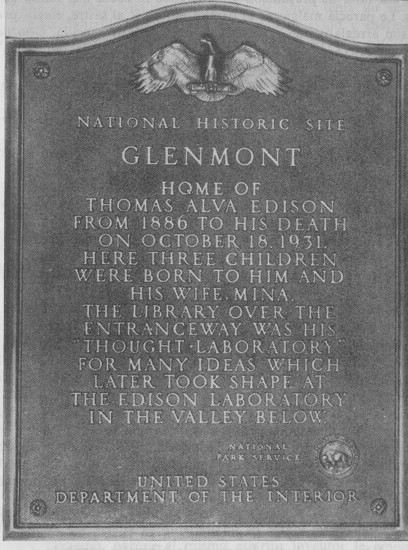 NATIONAL HISTORIC SITE
GLENMONT
HOME OF
THOMAS ALVA EDISON
FROM 1886 TO HIS DEATH
ON OCTOBER 18, 1931.
HERE THREE CHILDREN
WERE BORN TO HIM AND
HIS WIFE, MINA.
THE LIBRARY OVER THE
ENTRANCEWAY WAS HIS
"THOUGHT-LABORATORY"
FOR MANY IDEAS WHICH
LATER TOOK SHAPE AT
THE EDISON LABORATORY
IN THE VALLEY BELOW.
NATIONAL
PARK SERVICE
UNITED STATES
DEPARTMENT OF THE INTERIOR